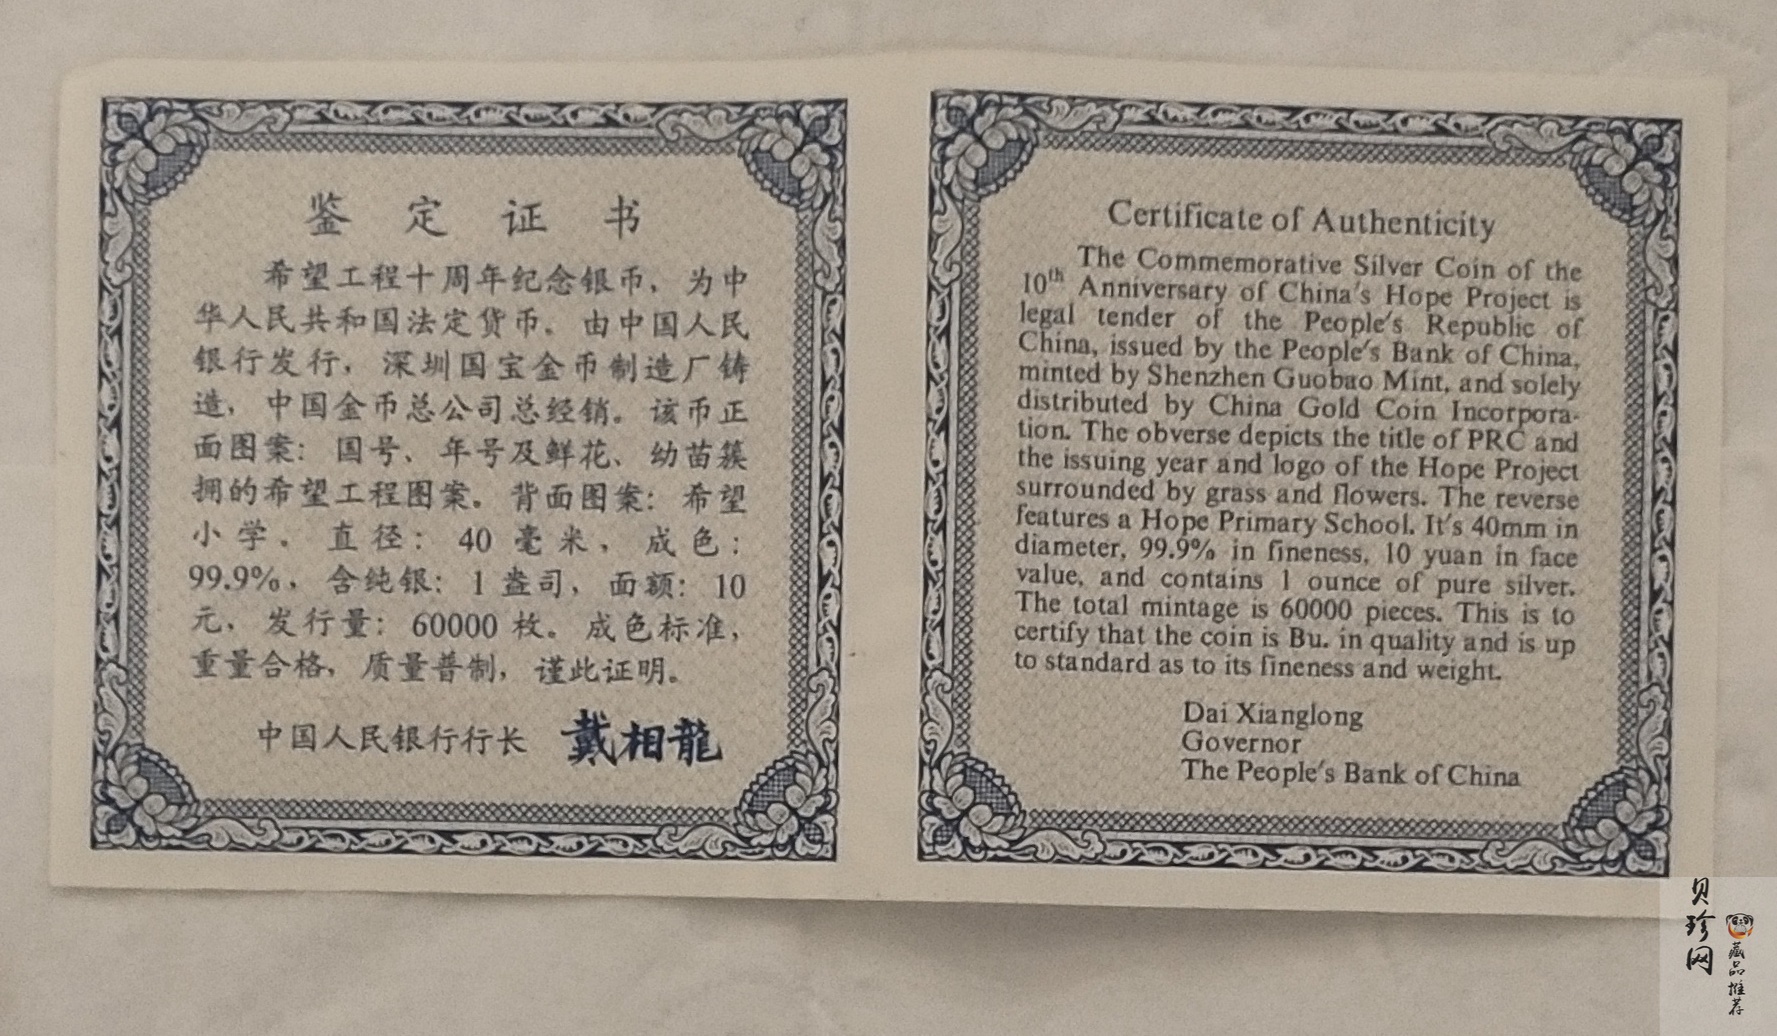 鉴定证书
希望工程十周年纪念银币，为中
华人民共和国法定货币。由中国人民
银行发行，深圳国宝金币制造厂铸
造，中国金币总公司总经销。该币正
面图案：国号、年号及鲜花、幼苗簇
拥的希望工程图案。背面图案：希望
小学。直径：40毫米，成色：
99.9%，含纯银：1盎司，面额：10
元，发行量：60000枚。成色标准，
重量合格，质量普制，谨此证明。
中国人民银行行长 戴相龍
Certificate of Authenticity
The Commemorative Silver Coin of the
10th Anniversary of China's Hope Project is
legal tender of the People's Republic of
China, issued by the People's Bank of China,
minted by Shenzhen Guobao Mint, and solely
distributed by China Gold Coin Incorpora-
tion. The obverse depicts the title of PRC and
the issuing year and logo of the Hope Project
surrounded by grass and flowers. The reverse
features a Hope Primary School. It's 40mm in
diameter, 99.9% in fineness, 10 yuan in face
value, and contains 1 ounce of pure silver.
The total mintage is 60000 pieces. This is to
certify that the coin is Bu. in quality and is up
to standard as to its fineness and weight.
Dai Xianglong
Governor
The People's Bank of China
贝珍网
藏品推荐